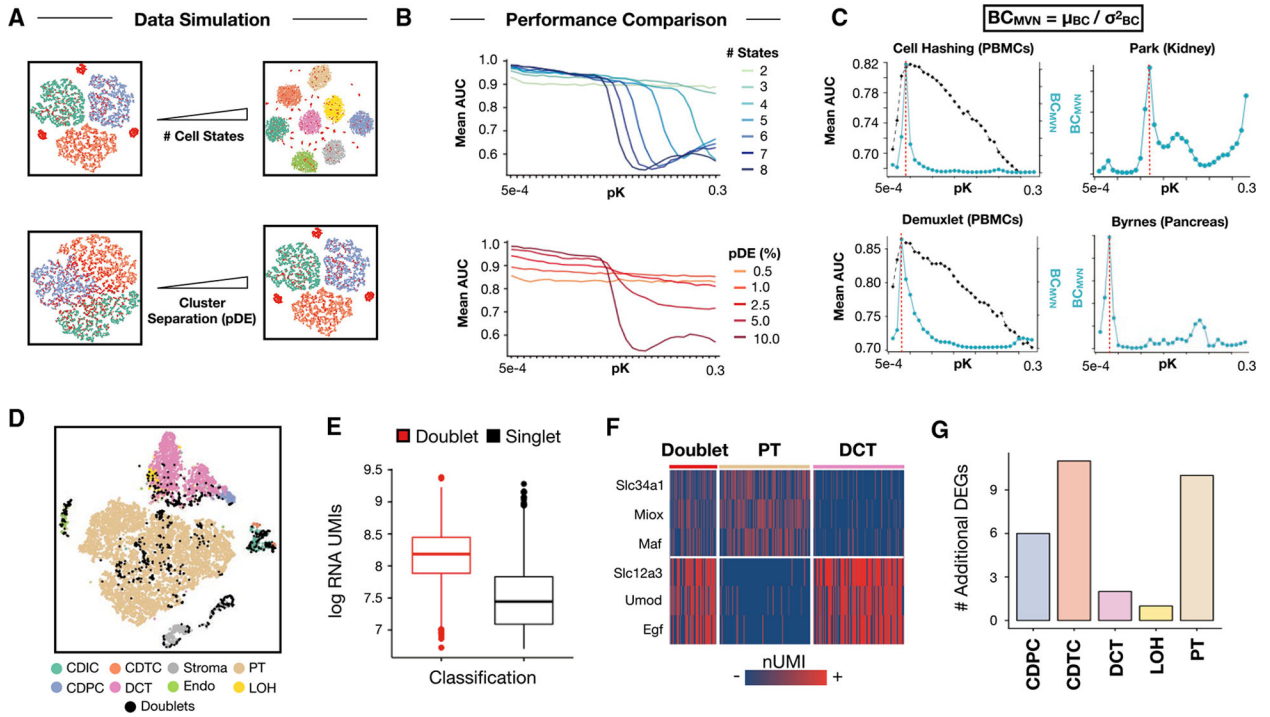 A
Data Simulation
# Cell States
Cluster
Separation (pDE)
B
Performance Comparison
Mean AUC
1.0
0.9
0.8
0.7
0.6
5e-4
pK
0.3
# States
2
3
4
5
6
7
8
Mean AUC
1.0
0.9
0.8
0.7
0.6
5e-4
pK
0.3
pDE (%)
0.5
1.0
2.5
5.0
10.0
C
BCMVN = μBC / σ²BC
Cell Hashing (PBMCs)
Mean AUC
0.82
0.78
0.74
0.70
5e-4
pK
0.3
BCMVN
Park (Kidney)
BCMVN
5e-4
pK
0.3
Demuxlet (PBMCs)
Mean AUC
0.85
0.80
0.75
0.70
5e-4
pK
0.3
BCMVN
Byrnes (Pancreas)
BCMVN
5e-4
pK
0.3
D
CDIC
CDTC
Stroma
PT
CDPC
DCT
Endo
LOH
Doublets
E
Doublet
Singlet
log RNA UMIs
9.5
9
8.5
8
7.5
7
Classification
F
Doublet
PT
DCT
Slc34a1
Miox
Maf
Slc12a3
Umod
Egf
nUMI
- +
G
# Additional DEGs
9
6
3
0
CDPC
CDTC
DCT
LOH
PT